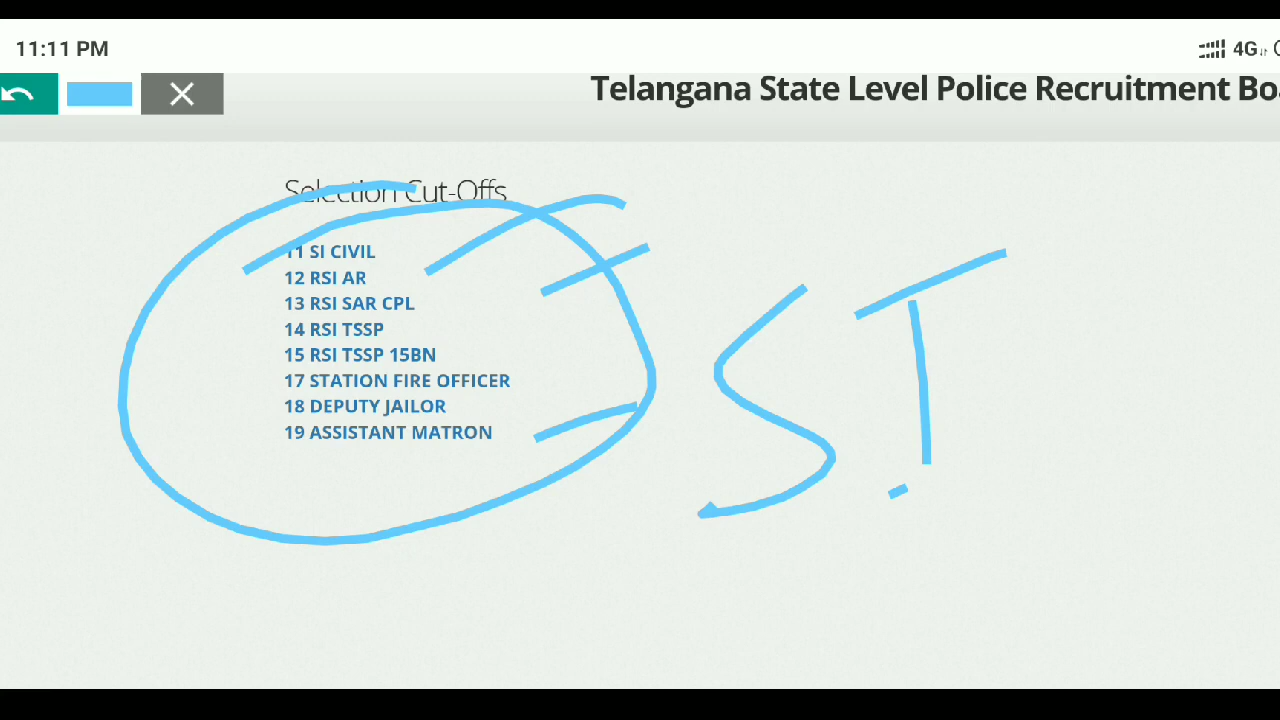 11:11 PM 4G
Telangana State Level Police Recruitment Boa
Selection Cut-Offs
11 SI CIVIL
12 RSI AR
13 RSI SAR CPL
14 RSI TSSP
15 RSI TSSP 15BN
17 STATION FIRE OFFICER
18 DEPUTY JAILOR
19 ASSISTANT MATRON
ST